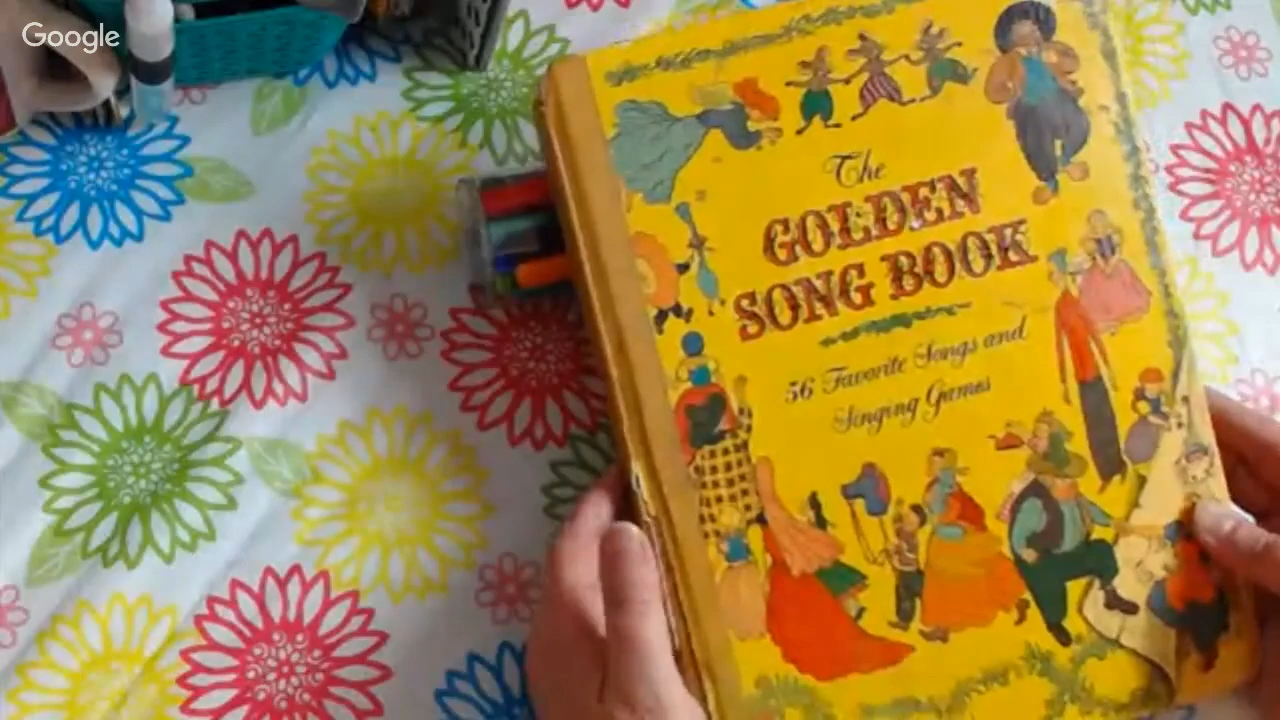 Google
The
GOLDEN
SONG BOOK
56 Favorite Songs and
Singing Games